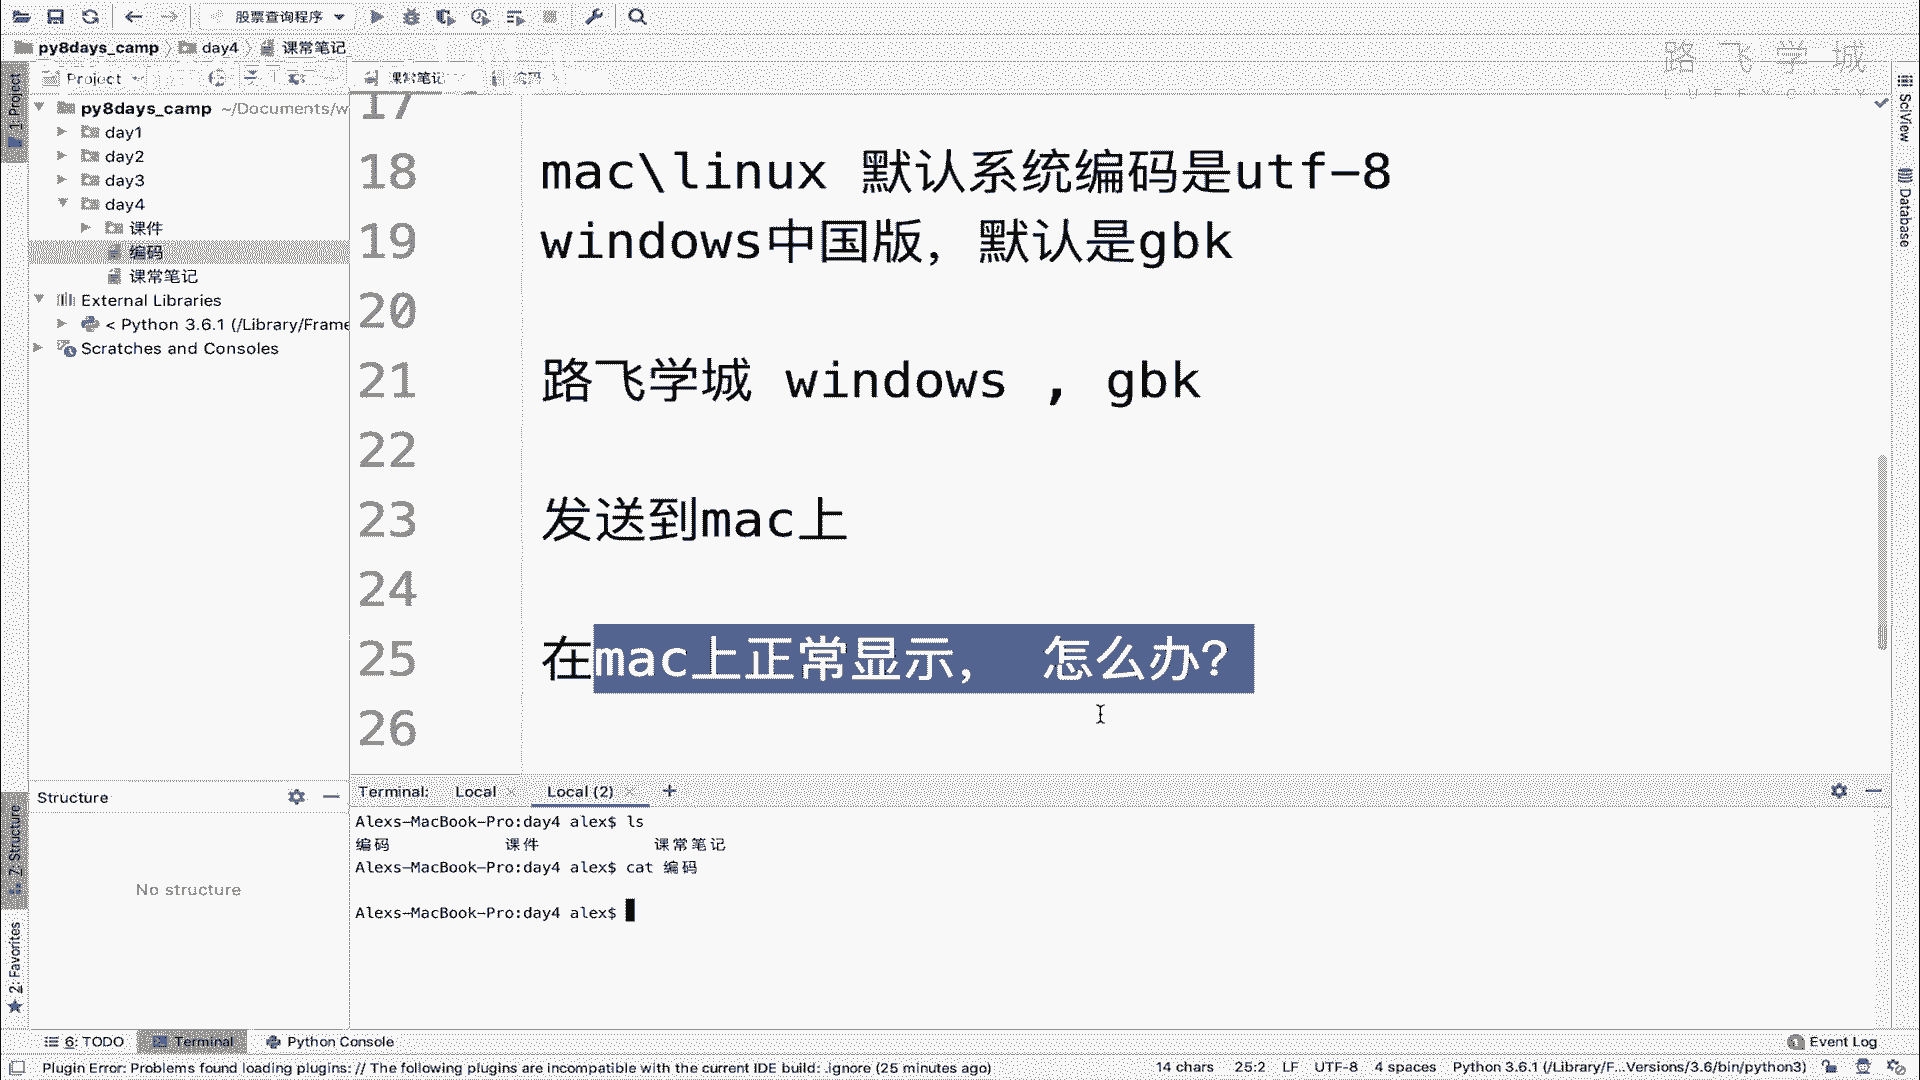 股票查询程序
py8days_camp day4 课常笔记
路飞学城
LUFFYCITY
1: Project
Project
课常笔记
编码
py8days_camp ~/Documents/w
day1
day2
day3
day4
课件
编码
课常笔记
External Libraries
< Python 3.6.1 (/Library/Frame
Scratches and Consoles
17
18 mac\linux 默认系统编码是utf-8
19 windows中国版, 默认是gbk
20
21 路飞学城 windows , gbk
22
23 发送到mac上
24
25 在mac上正常显示, 怎么办?
26
SciView
Database
Structure
No structure
7: Structure
2: Favorites
Terminal: Local Local (2)
Alexs-MacBook-Pro:day4 alex$ ls
编码 课件 课常笔记
Alexs-MacBook-Pro:day4 alex$ cat 编码
Alexs-MacBook-Pro:day4 alex$
6: TODO Terminal Python Console Event Log
Plugin Error: Problems found loading plugins: // The following plugins are incompatible with the current IDE build: .ignore (25 minutes ago) 14 chars 25:2 LF UTF-8 4 spaces Python 3.6.1 (/Library/F...Versions/3.6/bin/python3)